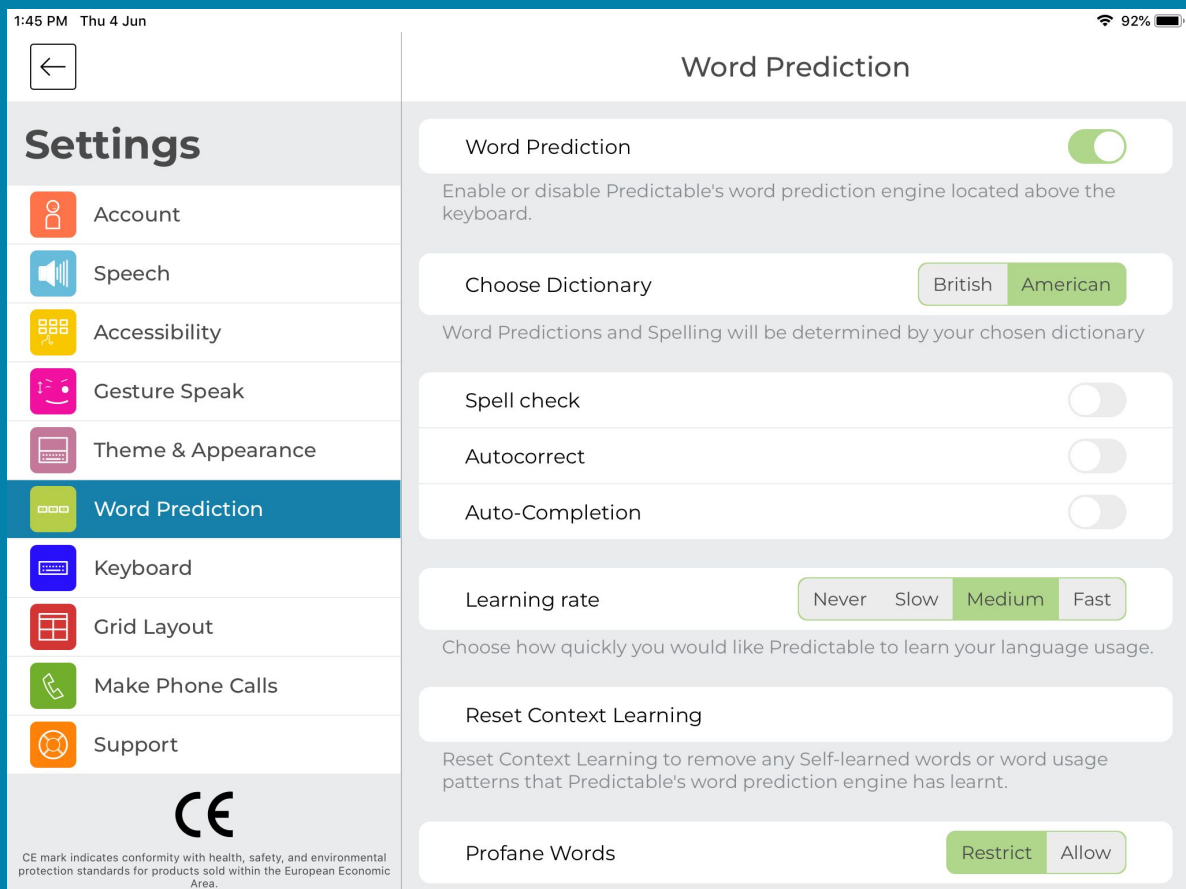 1:45 PM Thu 4 Jun
92%
Settings
Account
Speech
Accessibility
Gesture Speak
Theme & Appearance
Word Prediction
Keyboard
Grid Layout
Make Phone Calls
Support
CE
CE mark indicates conformity with health, safety, and environmental
protection standards for products sold within the European Economic
Area.
Word Prediction
Word Prediction
Enable or disable Predictable's word prediction engine located above the
keyboard.
Choose Dictionary British American
Word Predictions and Spelling will be determined by your chosen dictionary
Spell check
Autocorrect
Auto-Completion
Learning rate Never Slow Medium Fast
Choose how quickly you would like Predictable to learn your language usage.
Reset Context Learning
Reset Context Learning to remove any Self-learned words or word usage
patterns that Predictable's word prediction engine has learnt.
Profane Words Restrict Allow